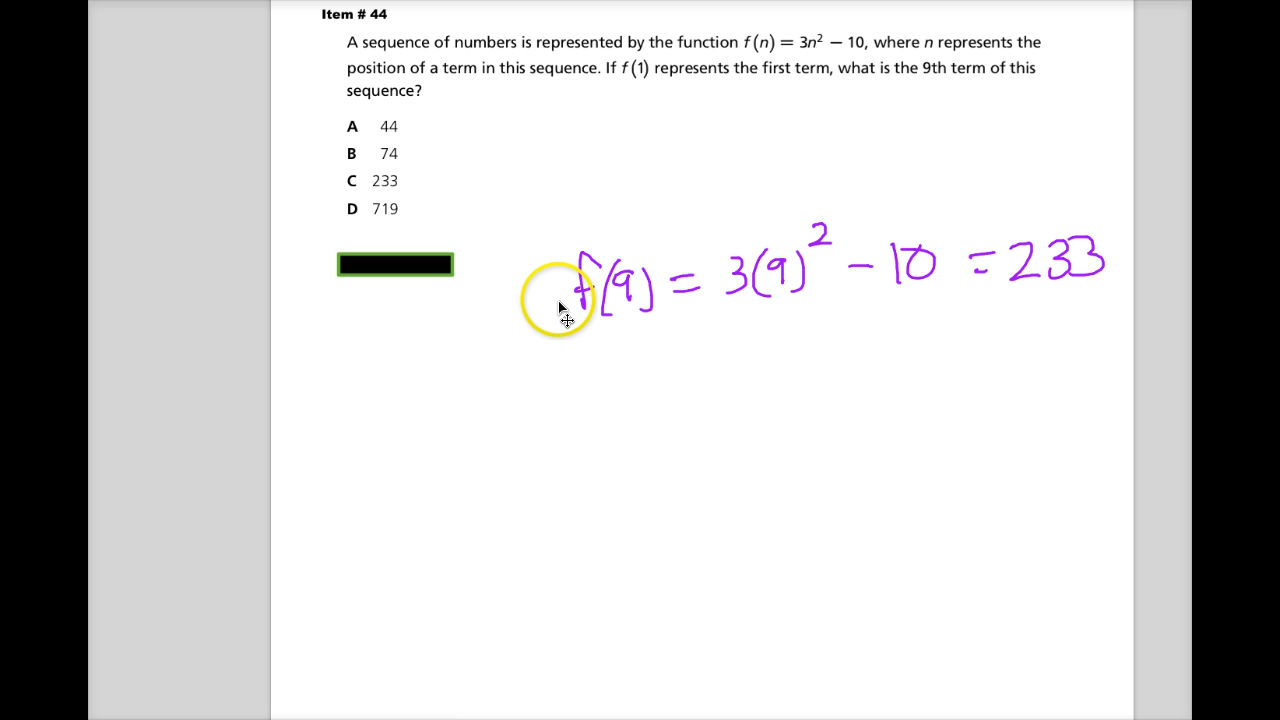 Item # 44
A sequence of numbers is represented by the function f(n) = 3n² − 10, where n represents the
position of a term in this sequence. If f(1) represents the first term, what is the 9th term of this
sequence?
A 44
B 74
C 233
D 719
f(9) = 3(9)² − 10 = 233